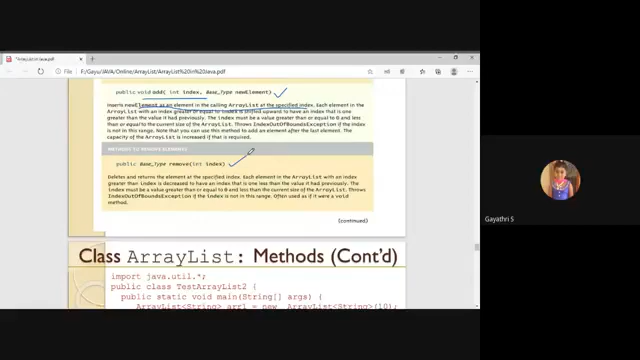 ArrayList in Java.pdf
File
G:/Gayu/JAVA/Online/ArrayList/ArrayList%20in%20Java.pdf
public void add( int index, Base_Type newElement)
Inserts newElement as an element in the calling ArrayList at the specified index. Each element in the
ArrayList with an index greater or equal to index is shifted upward to have an index that is one
greater than the value it had previously. The index must be a value greater than or equal to 0 and less
than or equal to the current size of the ArrayList. Throws IndexOutOfBoundsException if the index
is not in this range. Note that you can use this method to add an element after the last element. The
capacity of the ArrayList is increased if that is required.
METHODS TO REMOVE ELEMENTS
public Base_Type remove(int index)
Deletes and returns the element at the specified index. Each element in the ArrayList with an index
greater than index is decreased to have an index that is one less than the value it had previously. The
index must be a value greater than or equal to 0 and less than the current size of the ArrayList. Throws
IndexOutOfBoundsException if the index is not in this range. Often used as if it were a void
method.
(continued)
Class ArrayList: Methods (Cont'd)
import java.util.*;
public class TestArrayList2 {
public static void main(String[] args) {
ArrayList<String> arr1 = new ArrayList<String>(10);
Gayathri S